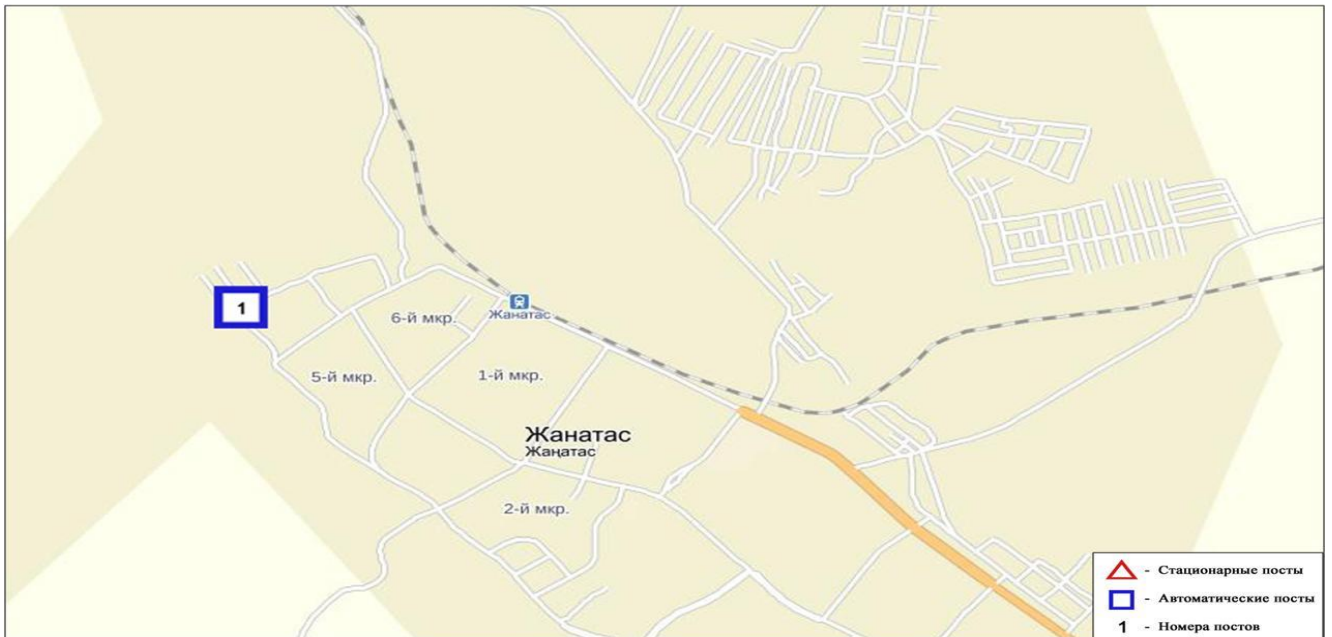 1
6-й мкр.
Жанатас
5-й мкр.
1-й мкр.
Жанатас
Жаңатас
2-й мкр.
- Стационарные посты
- Автоматические посты
1 - Номера постов